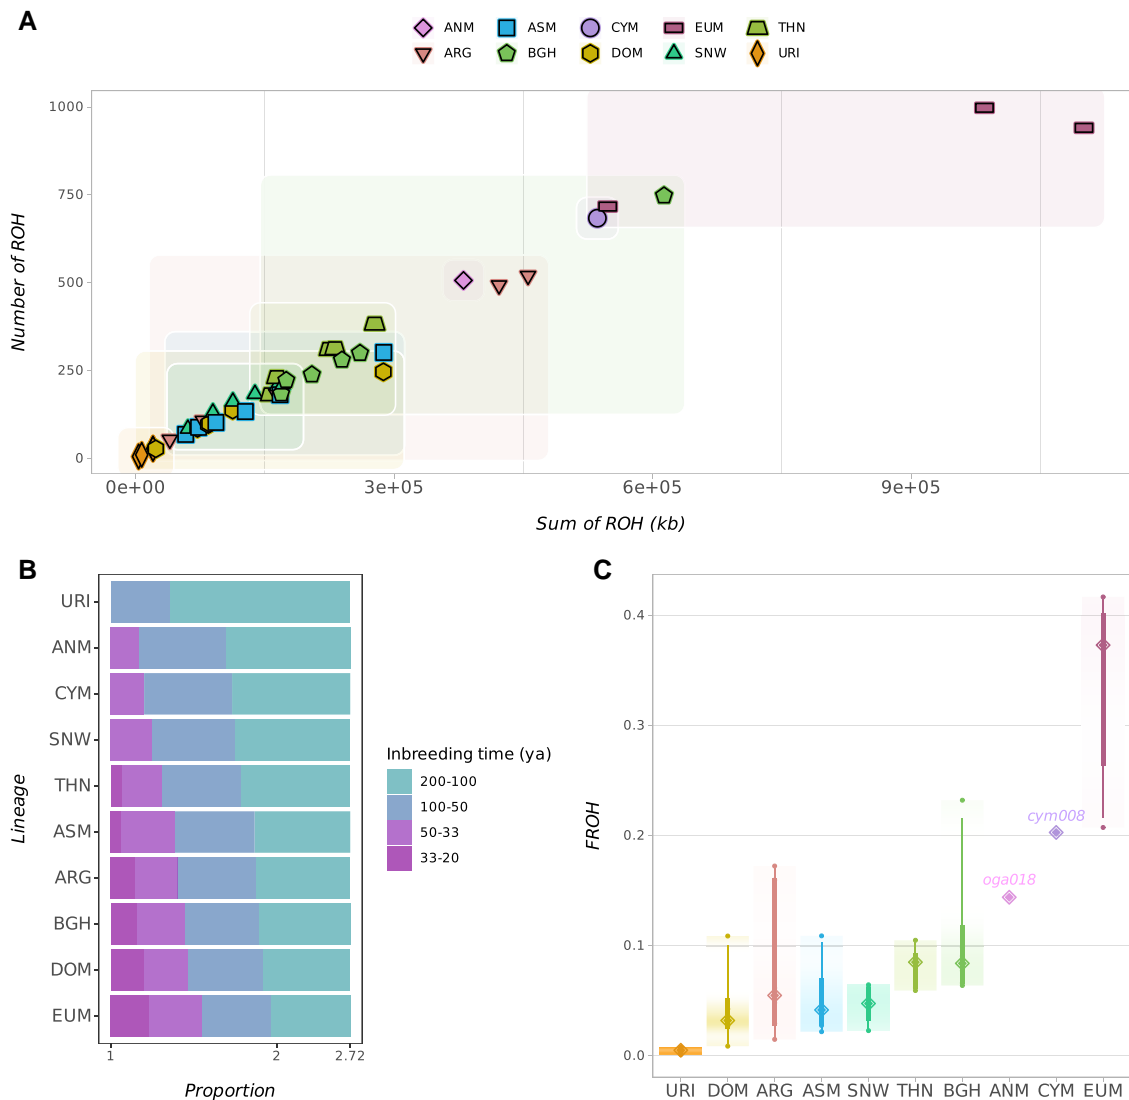 A
ANM ASM CYM EUM THN
ARG BGH DOM SNW URI
1000
750
500
250
0
Number of ROH
0e+00 3e+05 6e+05 9e+05
Sum of ROH (kb)
B
URI
ANM
CYM
SNW
THN
ASM
ARG
BGH
DOM
EUM
Lineage
1 2 2.72
Proportion
Inbreeding time (ya)
200-100
100-50
50-33
33-20
C
0.4
0.3
0.2
0.1
0.0
FROH
cym008
oga018
URI DOM ARG ASM SNW THN BGH ANM CYM EUM